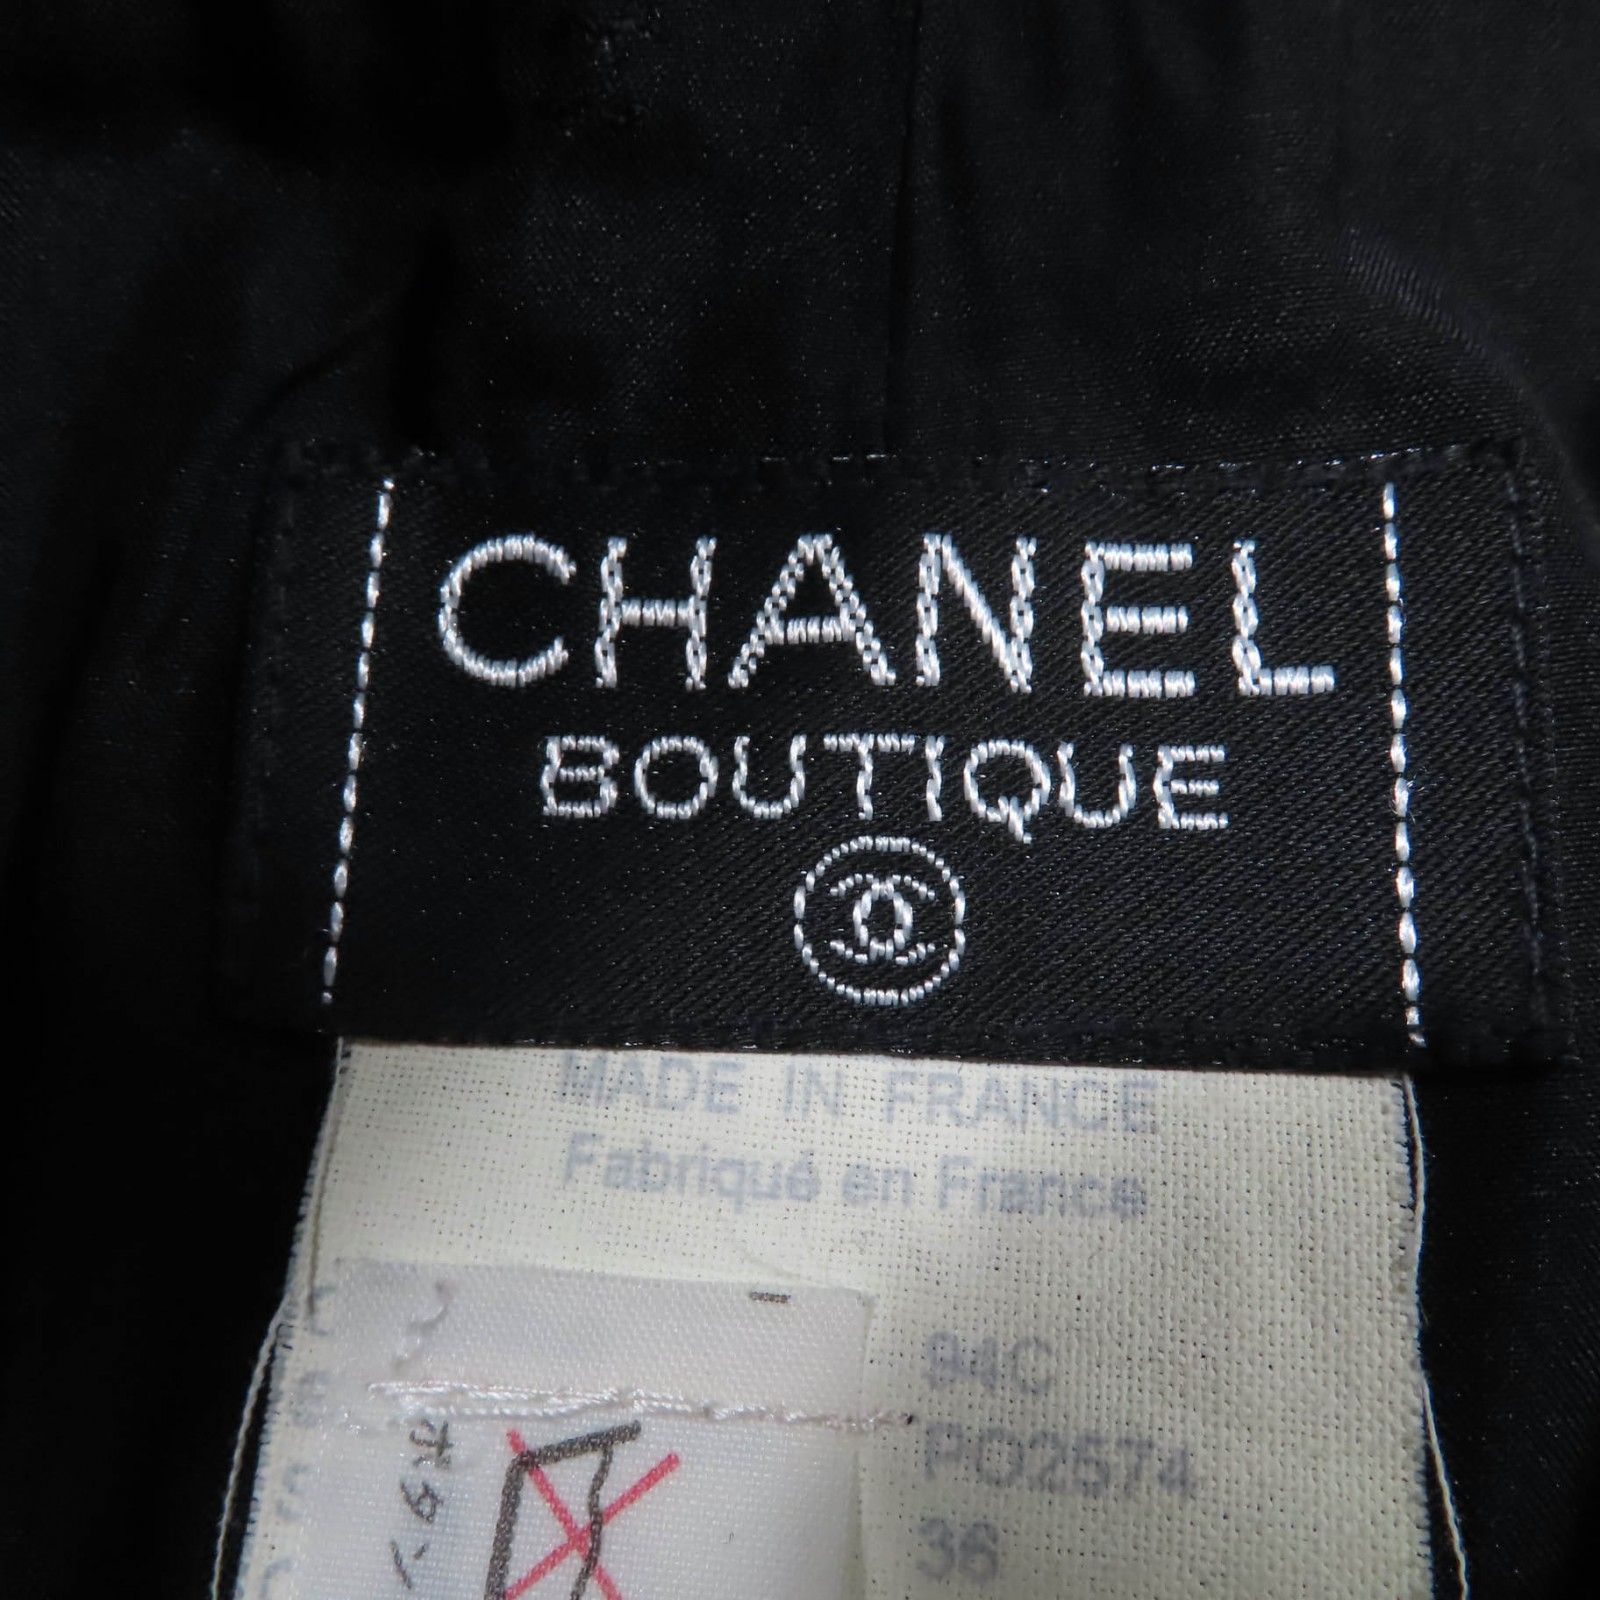 CHANEL
BOUTIQUE
MADE IN FRANCE
Fabriqué en France
94C
P02574
36